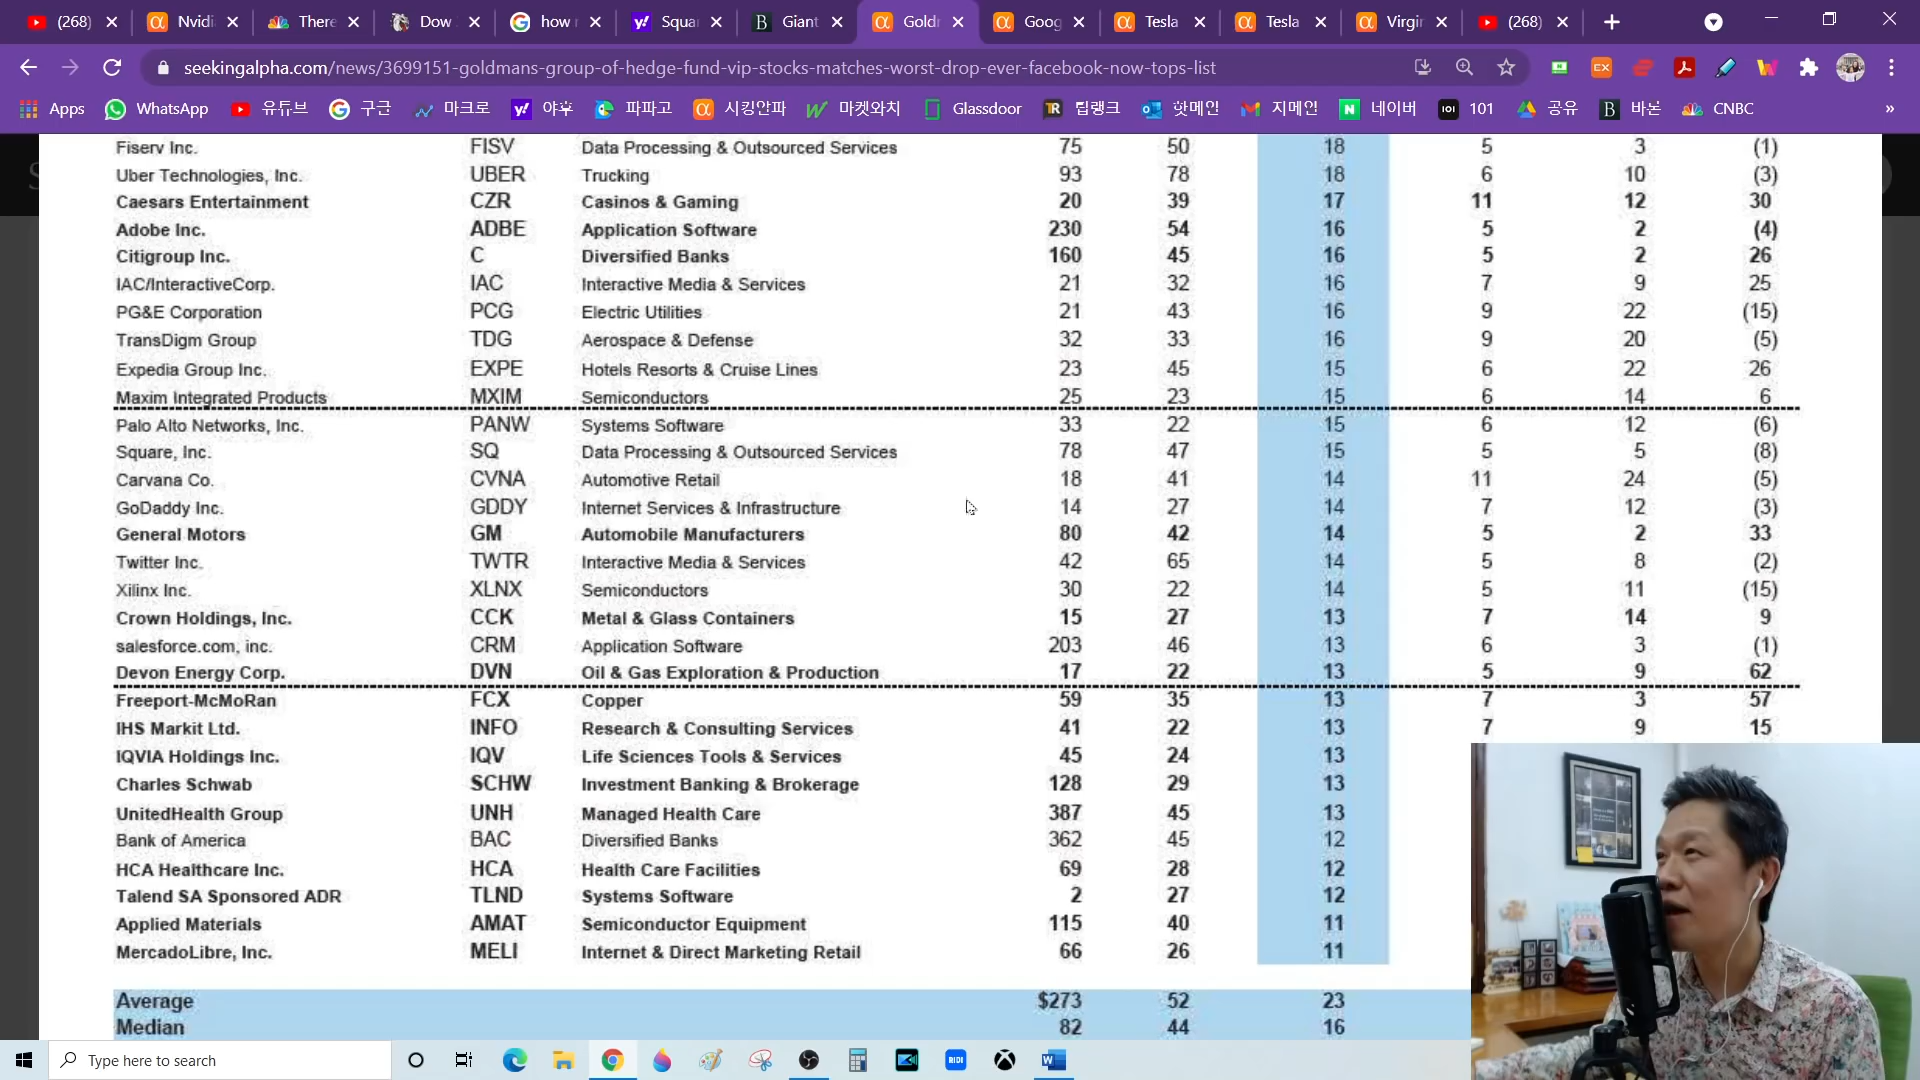 (268)
Nvidi
There
Dow
how r
Squa
Giant
Goldr
Goog
Tesla
Tesla
Virgir
(268)
seekingalpha.com/news/3699151-goldmans-group-of-hedge-fund-vip-stocks-matches-worst-drop-ever-facebook-now-tops-list
Apps WhatsApp 유튜브 구글 마크로 야후 파파고 시킹안파 마켓와치 Glassdoor 팁랭크 핫메인 지메인 네이버 101 공유 바론 CNBC »
Fiserv Inc. FISV Data Processing & Outsourced Services 75 50 18 5 3 (1)
Uber Technologies, Inc. UBER Trucking 93 78 18 6 10 (3)
Caesars Entertainment CZR Casinos & Gaming 20 39 17 11 12 30
Adobe Inc. ADBE Application Software 230 54 16 5 2 (4)
Citigroup Inc. C Diversified Banks 160 45 16 5 2 26
IAC/InteractiveCorp. IAC Interactive Media & Services 21 32 16 7 9 25
PG&E Corporation PCG Electric Utilities 21 43 16 9 22 (15)
TransDigm Group TDG Aerospace & Defense 32 33 16 9 20 (5)
Expedia Group Inc. EXPE Hotels Resorts & Cruise Lines 23 45 15 6 22 26
Maxim Integrated Products MXIM Semiconductors 25 23 15 6 14 6
Palo Alto Networks, Inc. PANW Systems Software 33 22 15 6 12 (6)
Square, Inc. SQ Data Processing & Outsourced Services 78 47 15 5 5 (8)
Carvana Co. CVNA Automotive Retail 18 41 14 11 24 (5)
GoDaddy Inc. GDDY Internet Services & Infrastructure 14 27 14 7 12 (3)
General Motors GM Automobile Manufacturers 80 42 14 5 2 33
Twitter Inc. TWTR Interactive Media & Services 42 65 14 5 8 (2)
Xilinx Inc. XLNX Semiconductors 30 22 14 5 11 (15)
Crown Holdings, Inc. CCK Metal & Glass Containers 15 27 13 7 14 9
salesforce.com, inc. CRM Application Software 203 46 13 6 3 (1)
Devon Energy Corp. DVN Oil & Gas Exploration & Production 17 22 13 5 9 62
Freeport-McMoRan FCX Copper 59 35 13 7 3 57
IHS Markit Ltd. INFO Research & Consulting Services 41 22 13 7 9 15
IQVIA Holdings Inc. IQV Life Sciences Tools & Services 45 24 13
Charles Schwab SCHW Investment Banking & Brokerage 128 29 13
UnitedHealth Group UNH Managed Health Care 387 45 13
Bank of America BAC Diversified Banks 362 45 12
HCA Healthcare Inc. HCA Health Care Facilities 69 28 12
Talend SA Sponsored ADR TLND Systems Software 2 27 12
Applied Materials AMAT Semiconductor Equipment 115 40 11
MercadoLibre, Inc. MELI Internet & Direct Marketing Retail 66 26 11
Average $273 52 23
Median 82 44 16
Type here to search